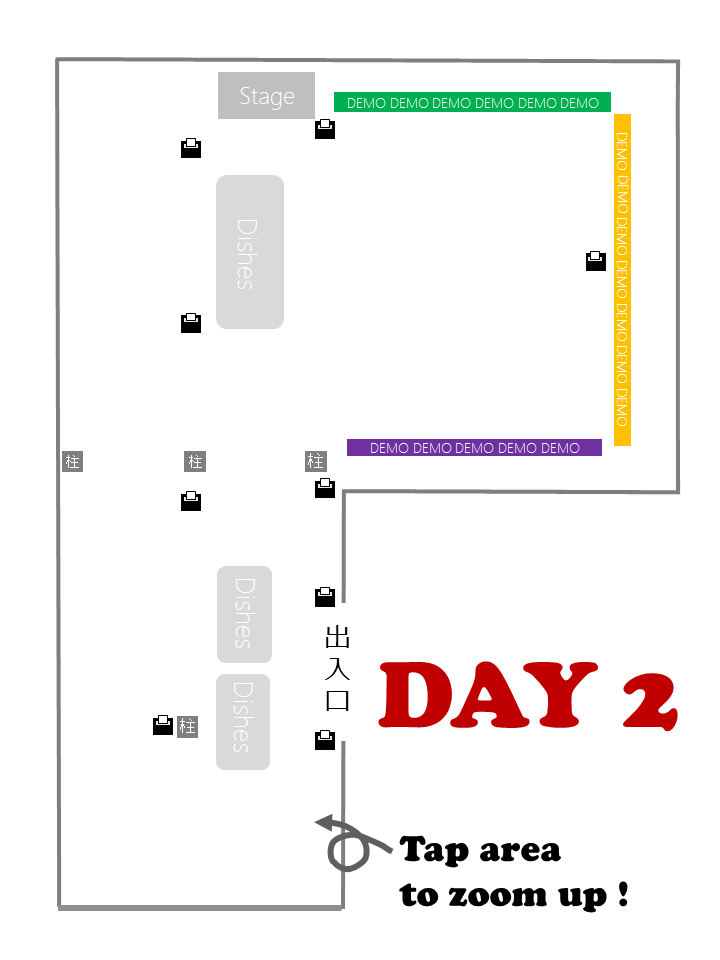 Stage
DEMO DEMO DEMO DEMO DEMO DEMO
DEMO DEMO DEMO DEMO DEMO DEMO DEMO
Dishes
DEMO DEMO DEMO DEMO DEMO
柱
柱
柱
Dishes
出入口
DAY 2
Dishes
柱
Tap area
to zoom up !